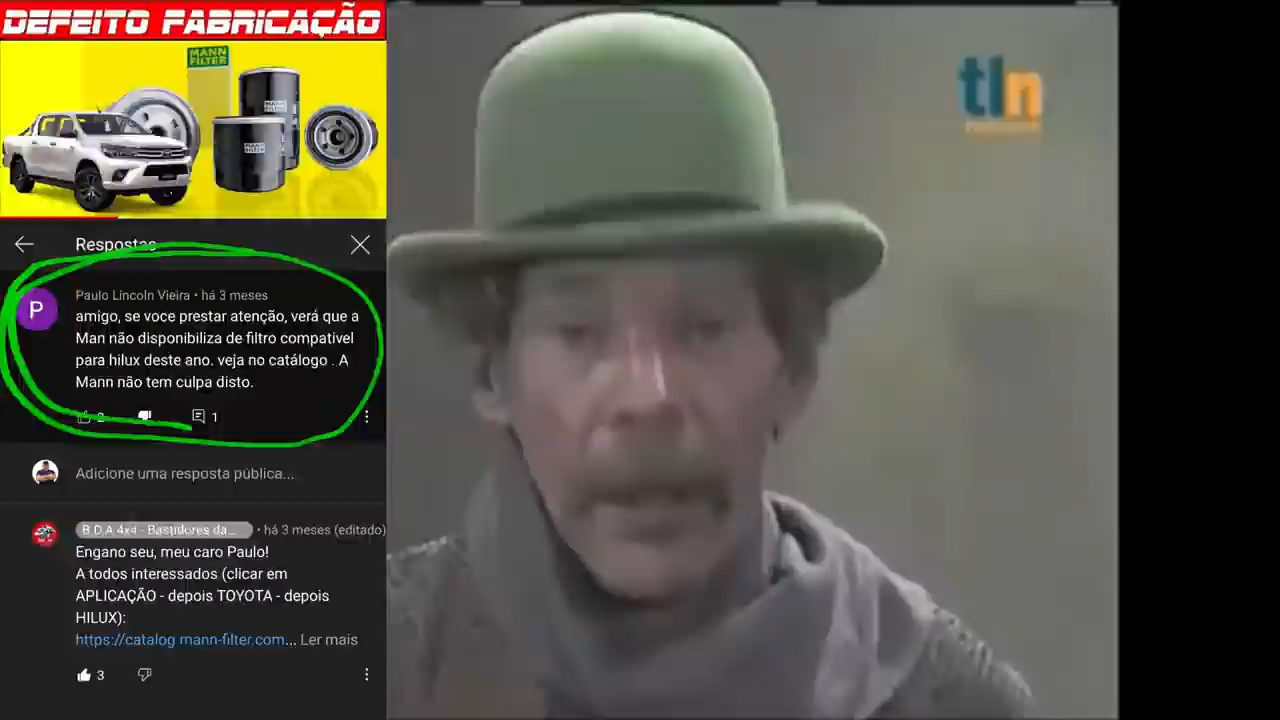 DEFEITO FABRICAÇÃO
MANN
FILTER
tln
Respostas
P
Paulo Lincoln Vieira • há 3 meses
amigo, se voce prestar atenção, verá que a
Man não disponibiliza de filtro compativel
para hilux deste ano. veja no catálogo . A
Mann não tem culpa disto.
2
1
Adicione uma resposta pública...
B.D.A 4x4 - Bastidores da... • há 3 meses (editado)
Engano seu, meu caro Paulo!
A todos interessados (clicar em
APLICAÇÃO - depois TOYOTA - depois
HILUX):
https://catalog mann-filter.com... Ler mais
3